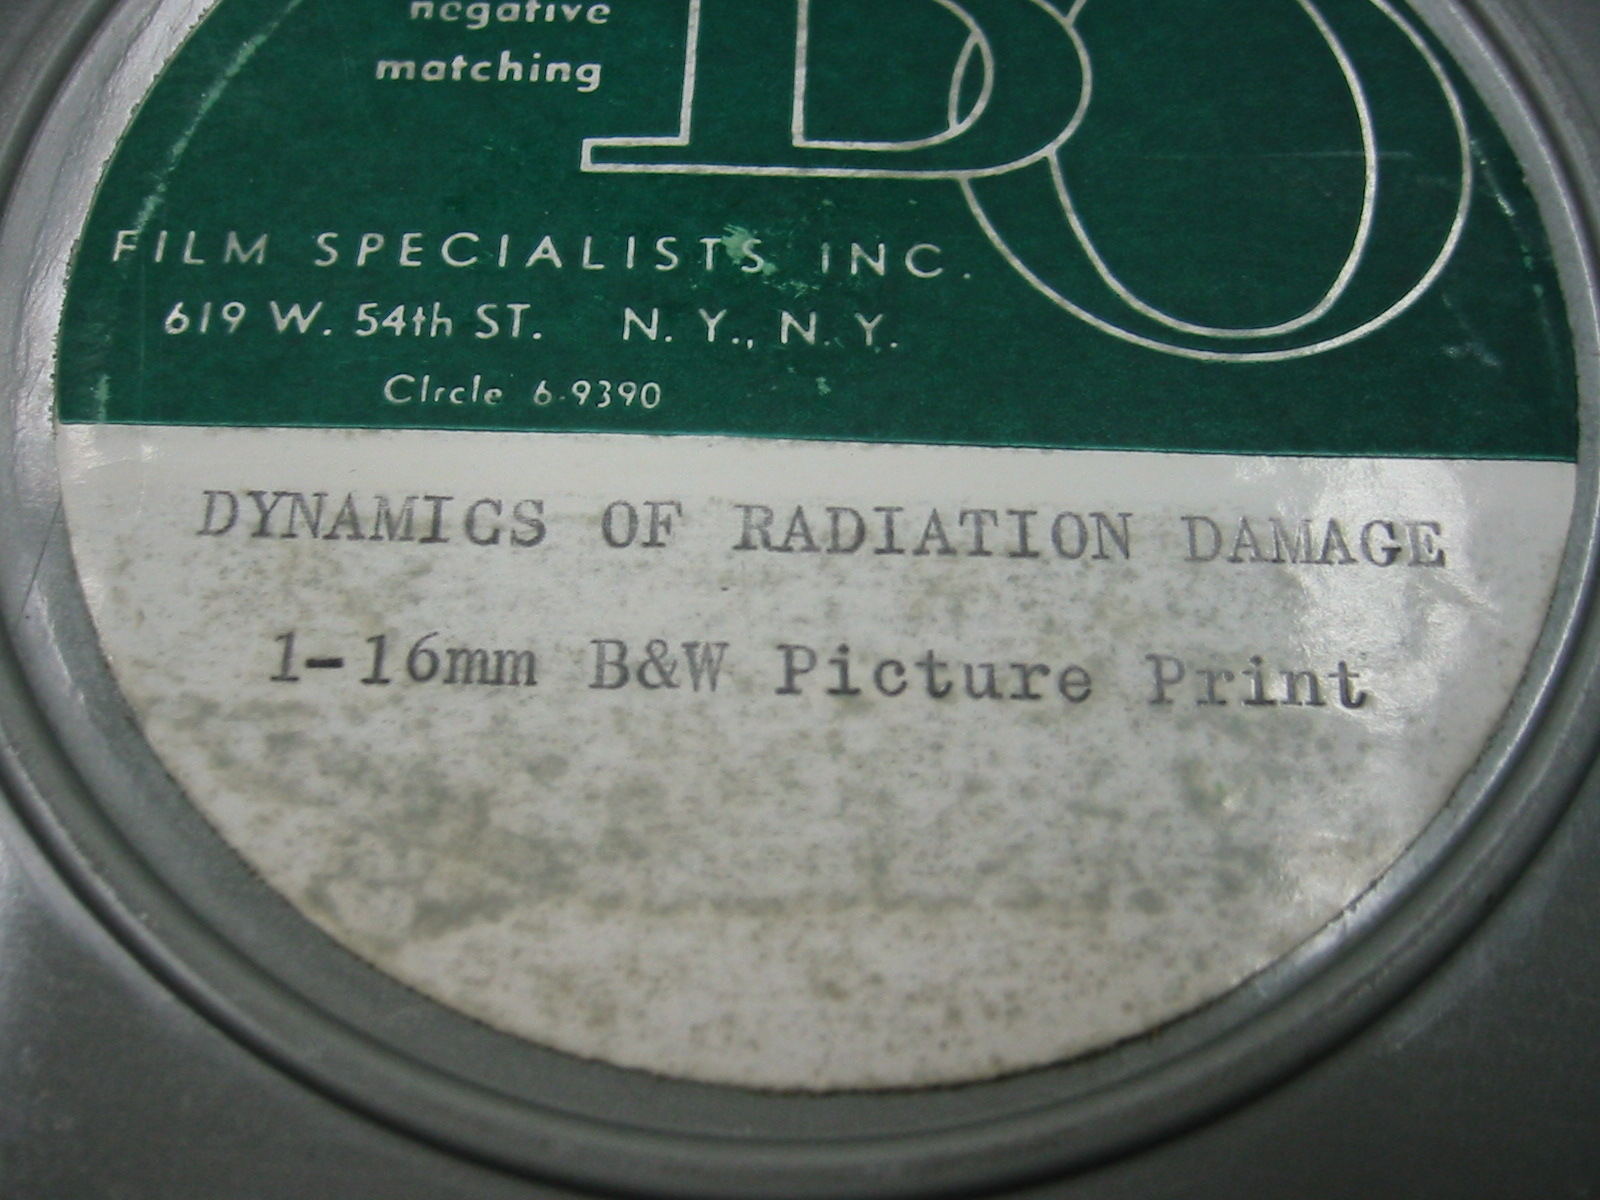 negative
matching
BO
FILM SPECIALISTS INC.
619 W. 54th ST. N. Y., N. Y.
CIrcle 6-9390
DYNAMICS OF RADIATION DAMAGE
1-16mm B&W Picture Print